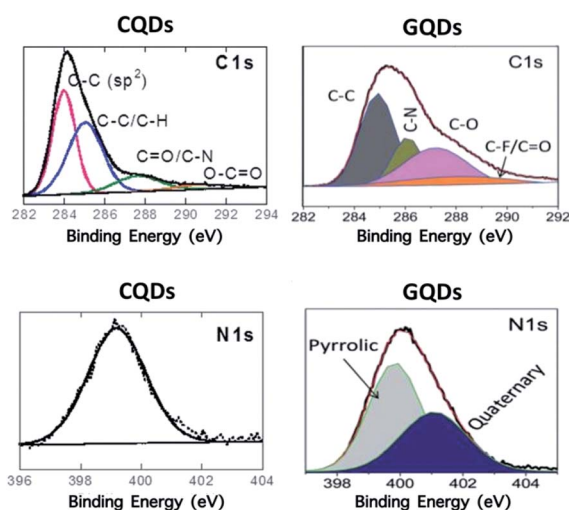 CQDs
C1s
C-C (sp²)
C-C/C-H
C=O/C-N
O-C=O
282 284 286 288 290 292 294
Binding Energy (eV)
GQDs
C1s
C-C
C-N
C-O
C-F/C=O
282 284 286 288 290 292
Binding Energy (eV)
CQDs
N1s
396 398 400 402 404
Binding Energy (eV)
GQDs
N1s
Pyrrolic
Quaternary
398 400 402 404
Binding Energy (eV)